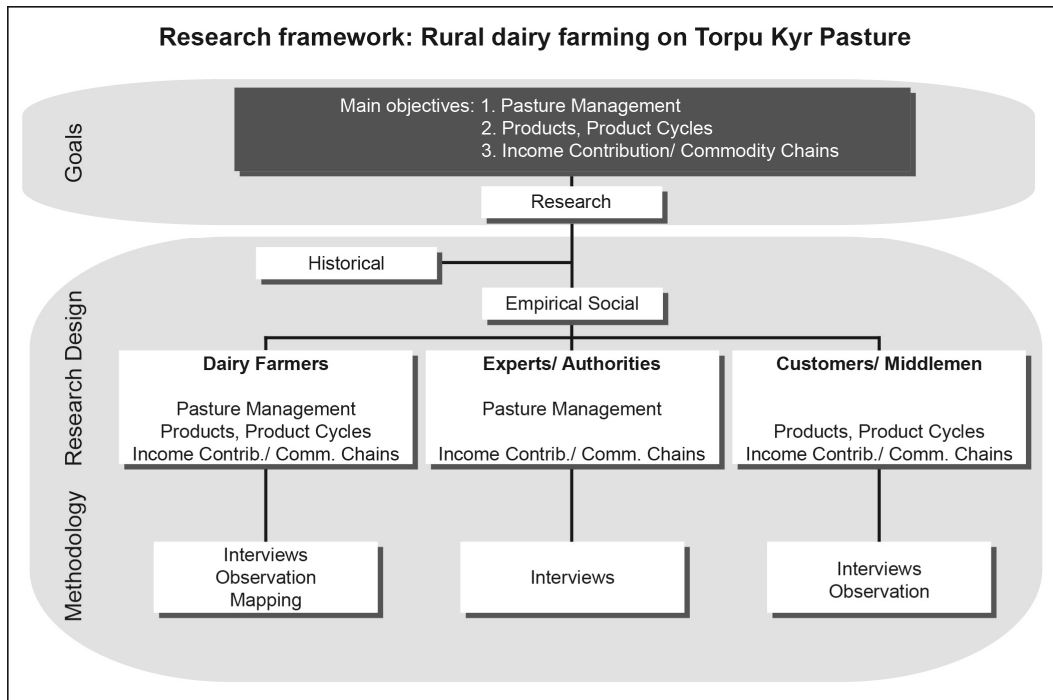 Research framework: Rural dairy farming on Torpu Kyr Pasture
Goals
Main objectives: 1. Pasture Management
2. Products, Product Cycles
3. Income Contribution/ Commodity Chains
Research
Research Design
Historical
Empirical Social
Dairy Farmers
Pasture Management
Products, Product Cycles
Income Contrib./ Comm. Chains
Experts/ Authorities
Pasture Management
Income Contrib./ Comm. Chains
Customers/ Middlemen
Products, Product Cycles
Income Contrib./ Comm. Chains
Methodology
Interviews
Observation
Mapping
Interviews
Interviews
Observation